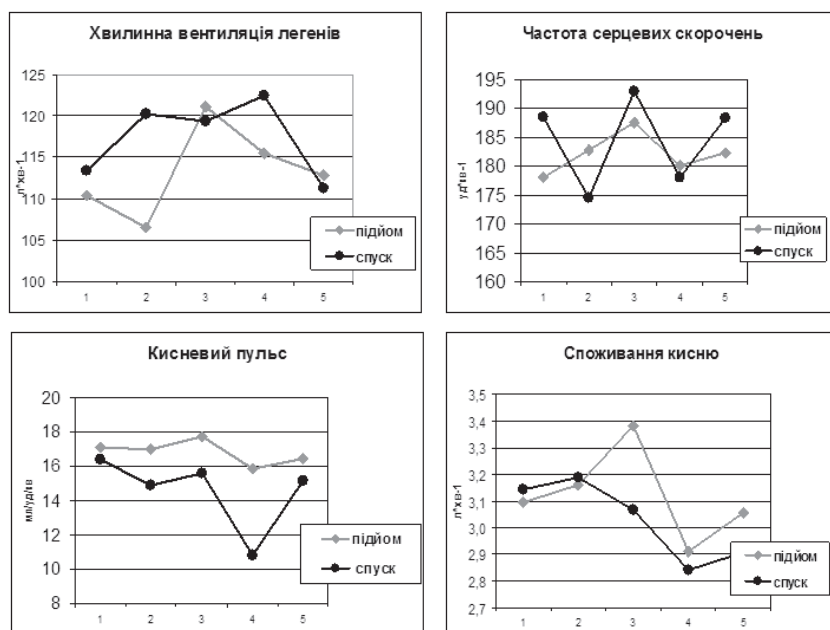 Хвилинна вентиляція легенів
125
120
115
110
105
100
л*хв-1
1 2 3 4 5
підйом
спуск
Частота серцевих скорочень
195
190
185
180
175
170
165
160
уд*хв-1
1 2 3 4 5
підйом
спуск
Кисневий пульс
20
18
16
14
12
10
8
мл/уд/хв
1 2 3 4 5
підйом
спуск
Споживання кисню
3,5
3,4
3,3
3,2
3,1
3,0
2,9
2,8
2,7
л*хв-1
1 2 3 4 5
підйом
спуск